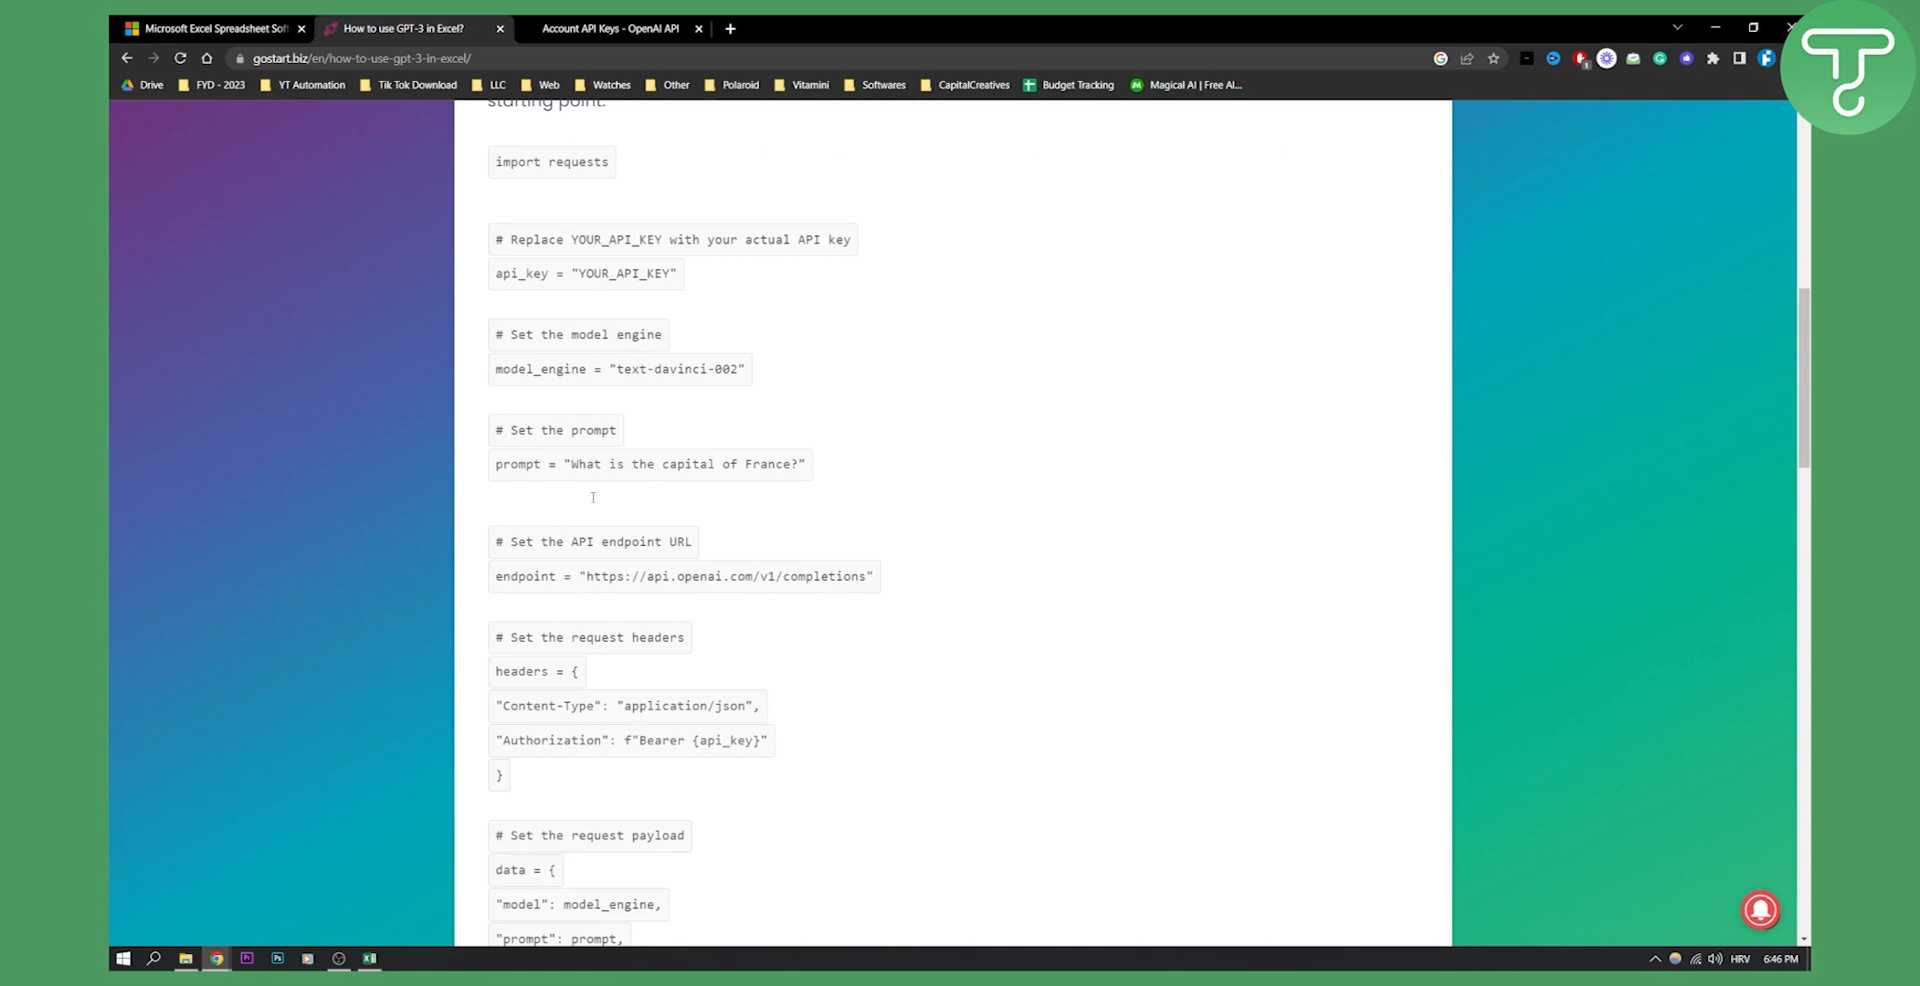 Microsoft Excel Spreadsheet Sof
How to use GPT-3 in Excel?
Account API Keys - OpenAI API
gostart.biz/en/how-to-use-gpt-3-in-excel/
Drive
FYD - 2023
YT Automation
Tik Tok Download
LLC
Web
Watches
Other
Polaroid
Vitamini
Softwares
CapitalCreatives
Budget Tracking
Magical AI | Free AI...
starting point.
import requests
# Replace YOUR_API_KEY with your actual API key
api_key = "YOUR_API_KEY"
# Set the model engine
model_engine = "text-davinci-002"
# Set the prompt
prompt = "What is the capital of France?"
# Set the API endpoint URL
endpoint = "https://api.openai.com/v1/completions"
# Set the request headers
headers = {
"Content-Type": "application/json",
"Authorization": f"Bearer {api_key}"
}
# Set the request payload
data = {
"model": model_engine,
"prompt": prompt,
HRV
6:46 PM